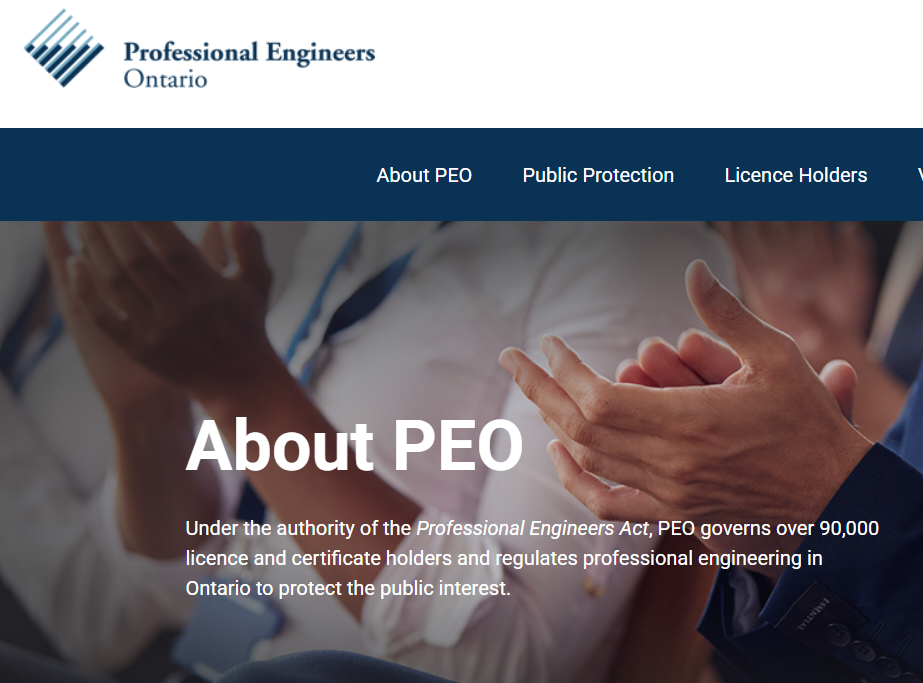 Professional Engineers
Ontario
About PEO Public Protection Licence Holders
About PEO
Under the authority of the Professional Engineers Act, PEO governs over 90,000
licence and certificate holders and regulates professional engineering in
Ontario to protect the public interest.
ESSENTIAL